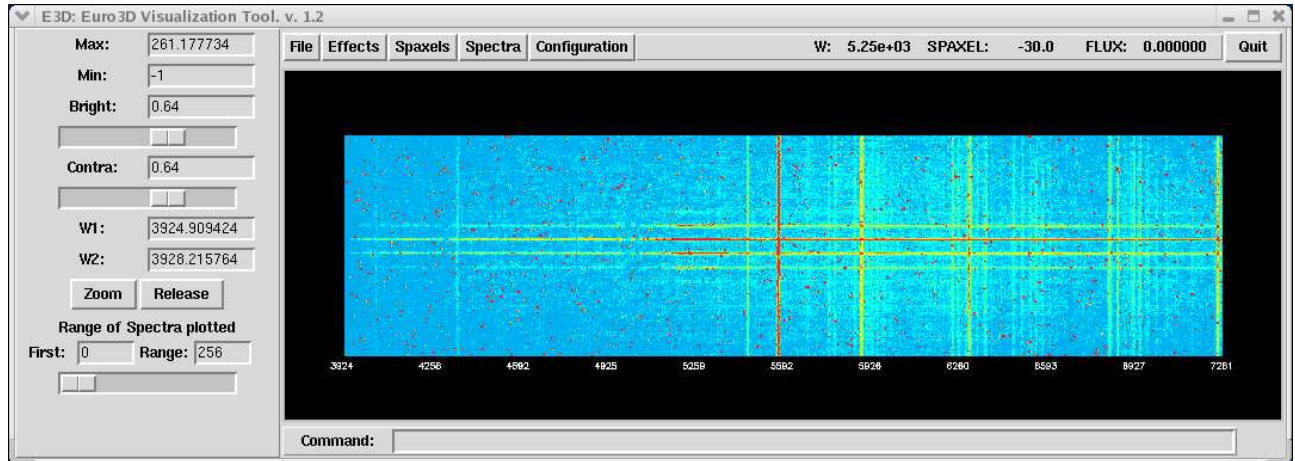 E3D: Euro3D Visualization Tool. v. 1.2
Max: 261.177734
Min: -1
Bright: 0.64
Contra: 0.64
W1: 3924.909424
W2: 3928.215764
Zoom Release
Range of Spectra plotted
First: 0 Range: 256
File Effects Spaxels Spectra Configuration W: 5.25e+03 SPAXEL: -30.0 FLUX: 0.000000 Quit
3924 4258 4592 4925 5259 5592 5926 6260 6593 6927 7261
Command: